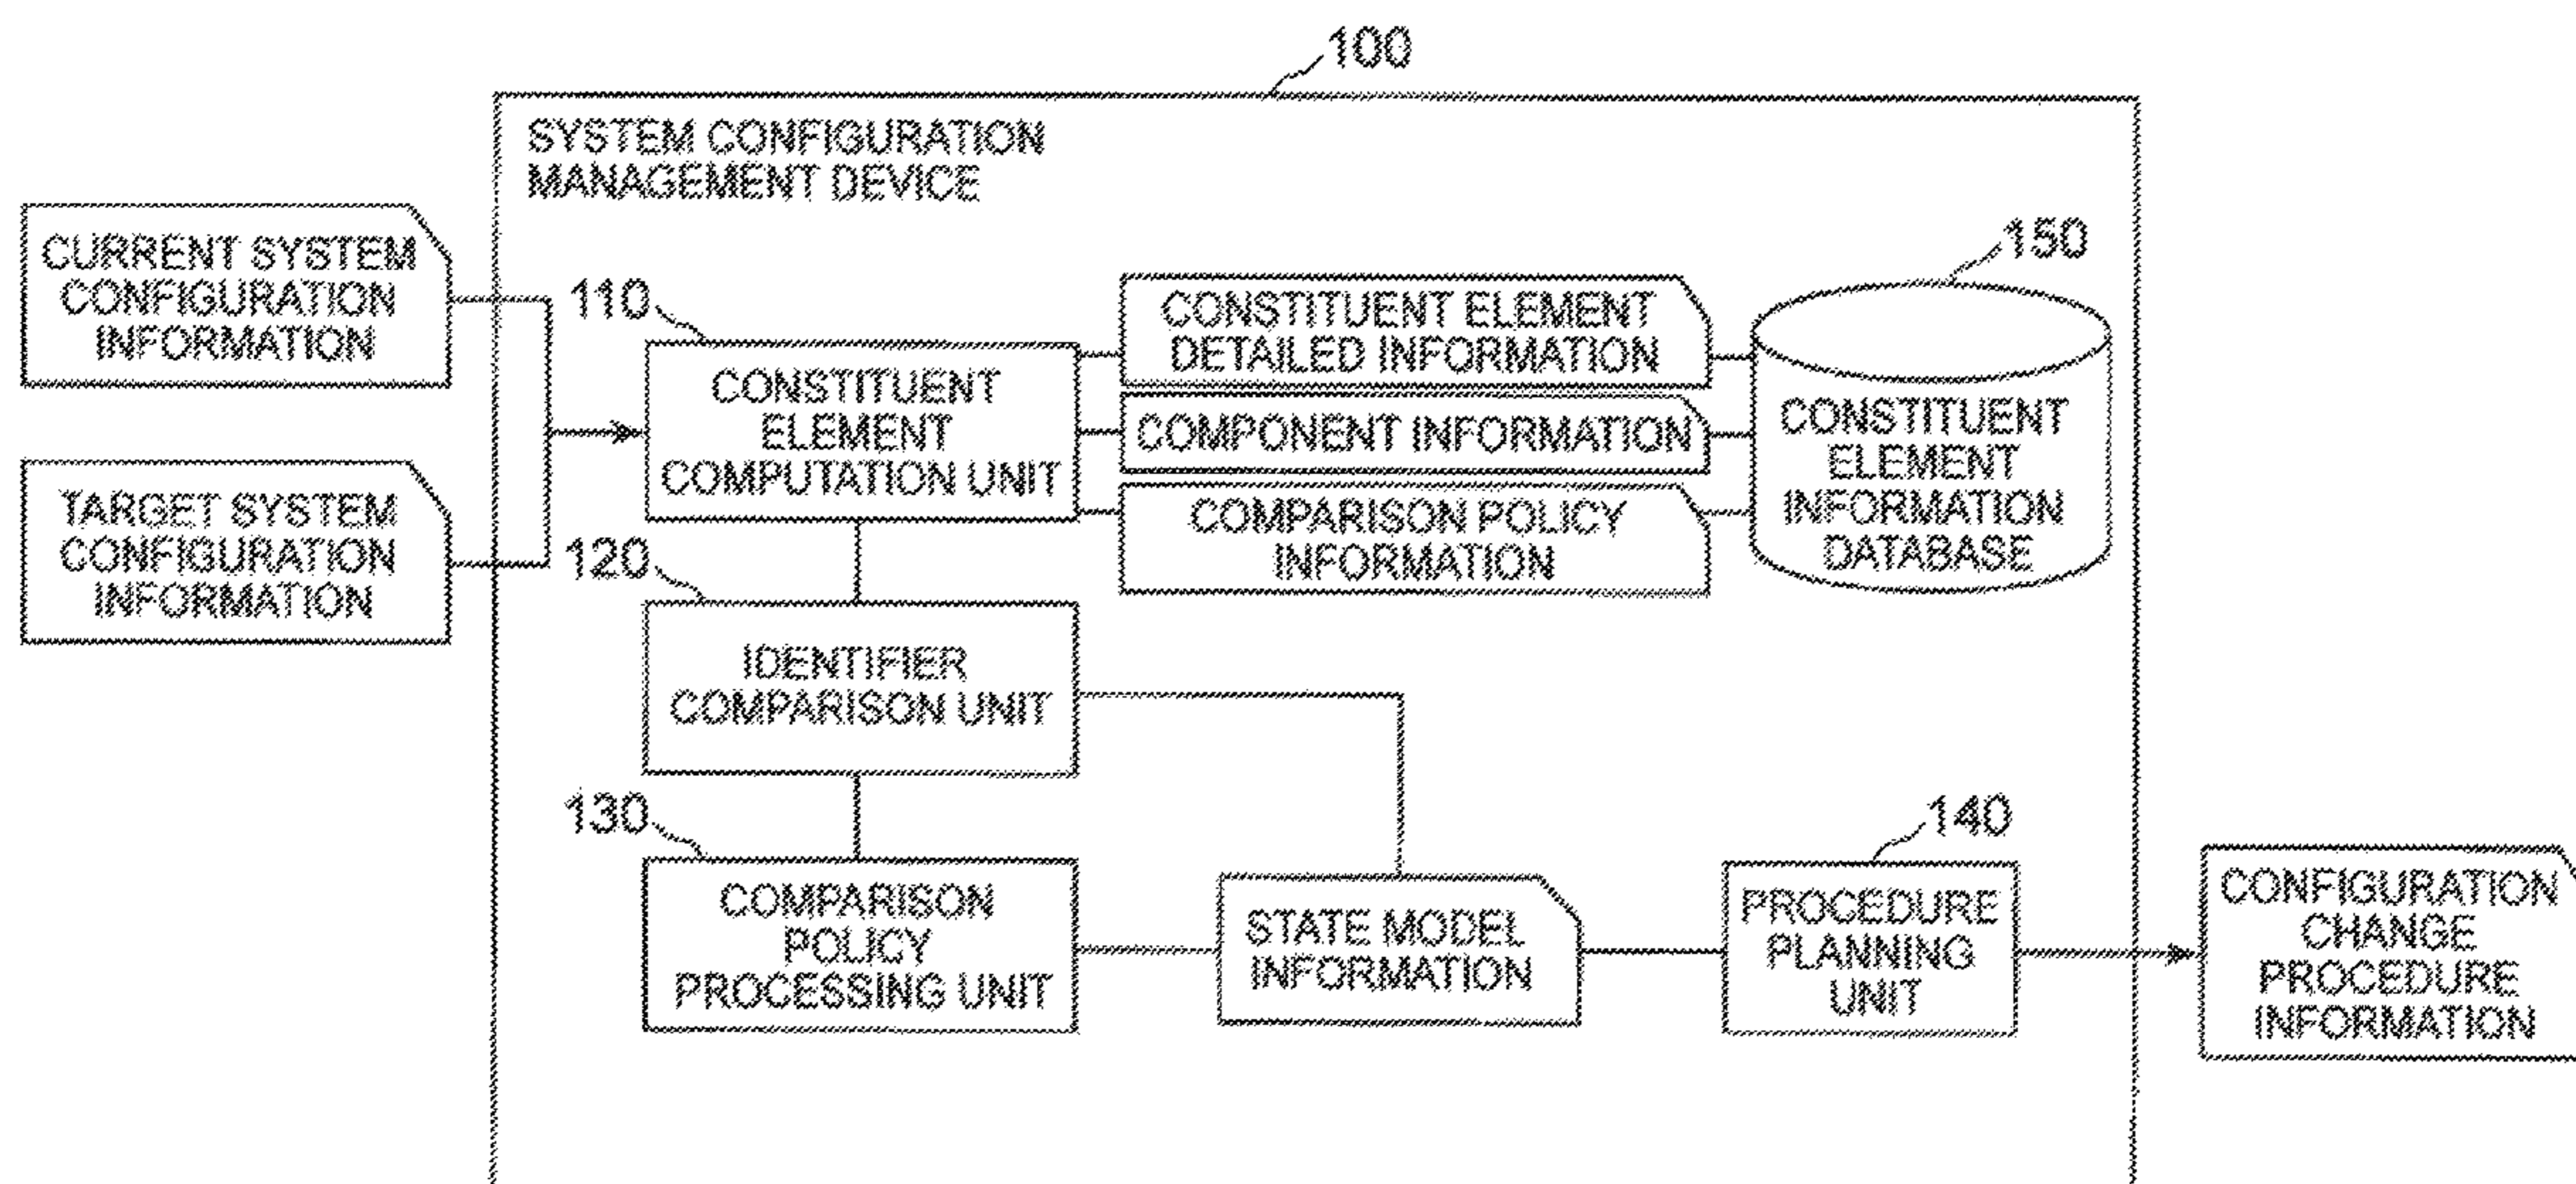 100
SYSTEM CONFIGURATION
MANAGEMENT DEVICE
CURRENT SYSTEM
CONFIGURATION
INFORMATION
TARGET SYSTEM
CONFIGURATION
INFORMATION
110
CONSTITUENT
ELEMENT
COMPUTATION UNIT
CONSTITUENT ELEMENT
DETAILED INFORMATION
COMPONENT INFORMATION
COMPARISON POLICY
INFORMATION
150
CONSTITUENT
ELEMENT
INFORMATION
DATABASE
120
IDENTIFIER
COMPARISON UNIT
130
COMPARISON
POLICY
PROCESSING UNIT
STATE MODEL
INFORMATION
140
PROCEDURE
PLANNING
UNIT
CONFIGURATION
CHANGE
PROCEDURE
INFORMATION